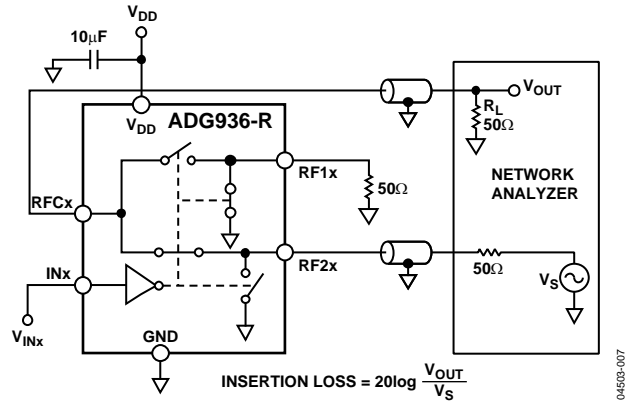 VDD
10μF
VDD
ADG936-R
VOUT
RL
50Ω
NETWORK
ANALYZER
RFCx
RF1x
50Ω
RF2x
50Ω
VS
INx
VINx
GND
INSERTION LOSS = 20log VOUT
VS
04503-007